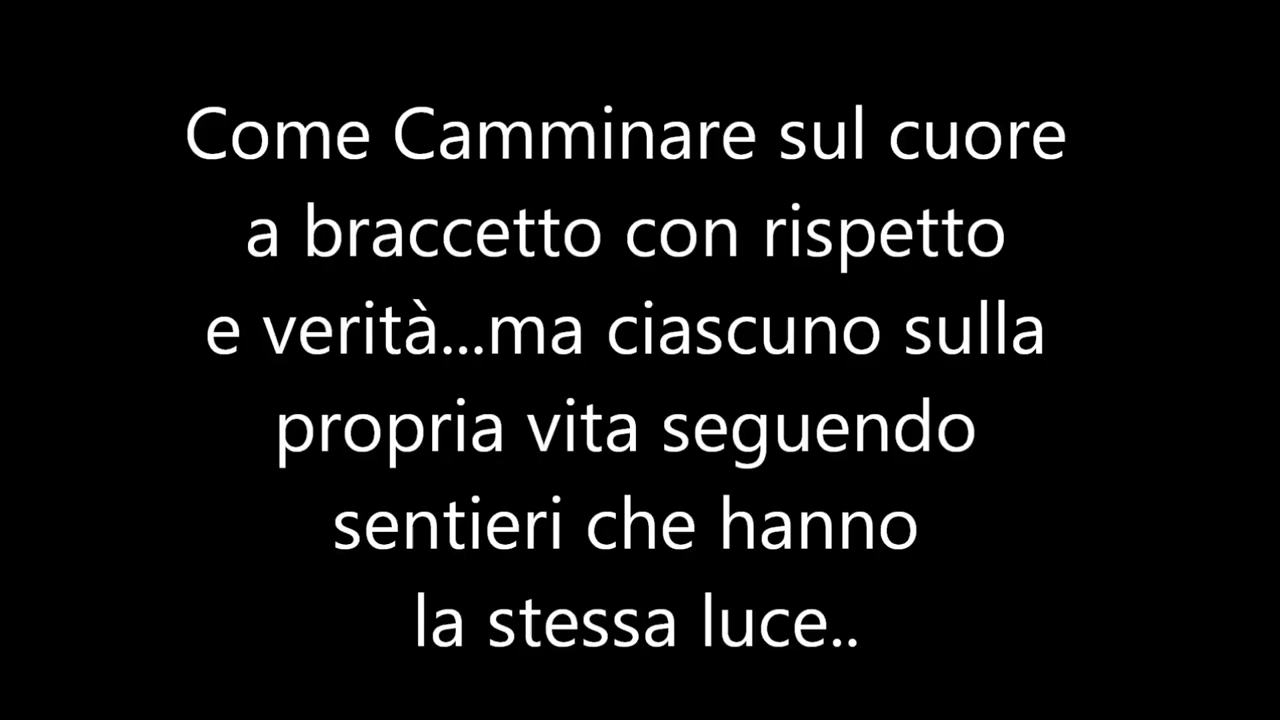 Come Camminare sul cuore
a braccetto con rispetto
e verità...ma ciascuno sulla
propria vita seguendo
sentieri che hanno
la stessa luce..